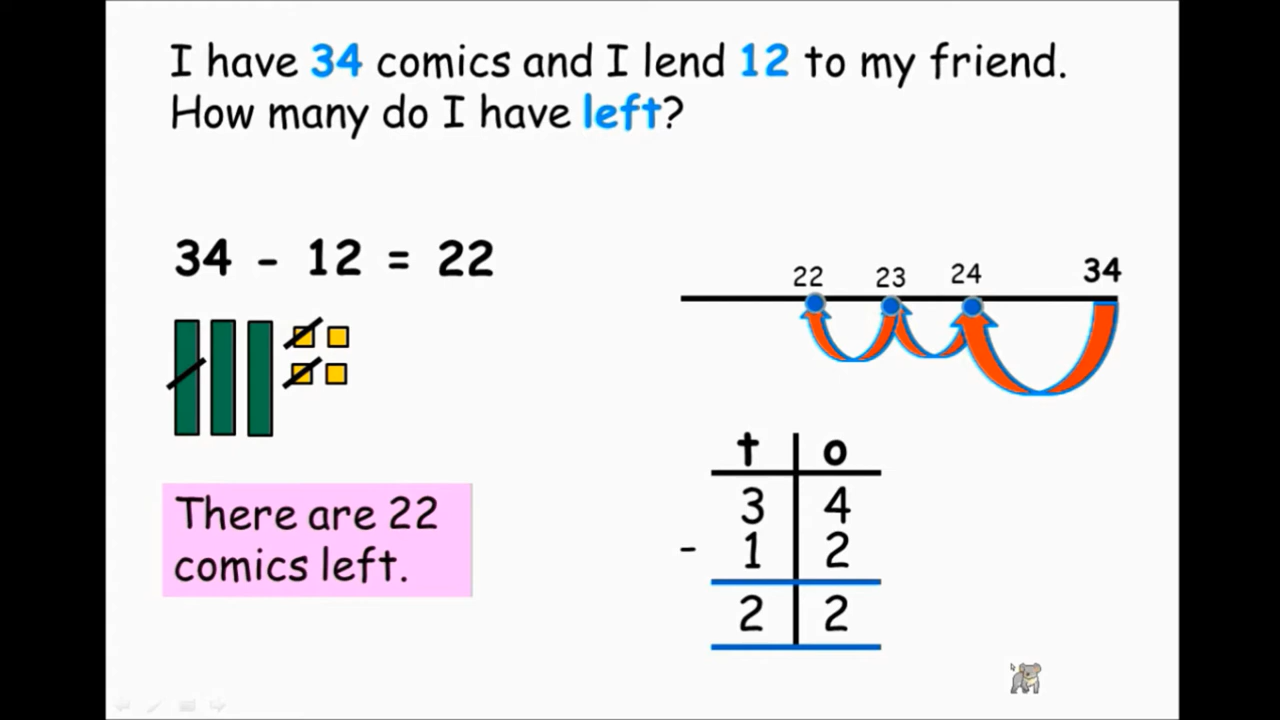 I have 34 comics and I lend 12 to my friend.
How many do I have left?
34 - 12 = 22
22 23 24 34
There are 22
comics left.
t o
3 4
- 1 2
2 2